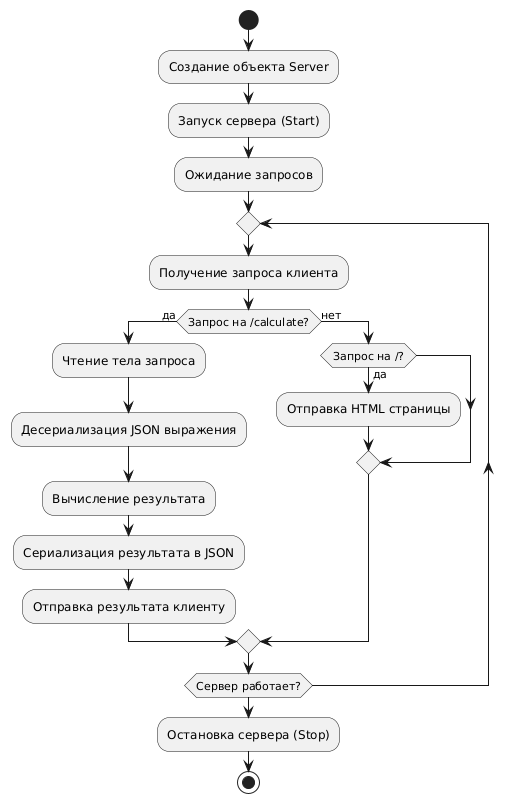 Создание объекта Server
Запуск сервера (Start)
Ожидание запросов
Получение запроса клиента
да
Запрос на /calculate?
нет
Чтение тела запроса
Десериализация JSON выражения
Вычисление результата
Сериализация результата в JSON
Отправка результата клиенту
Запрос на /?
да
Отправка HTML страницы
Сервер работает?
Остановка сервера (Stop)